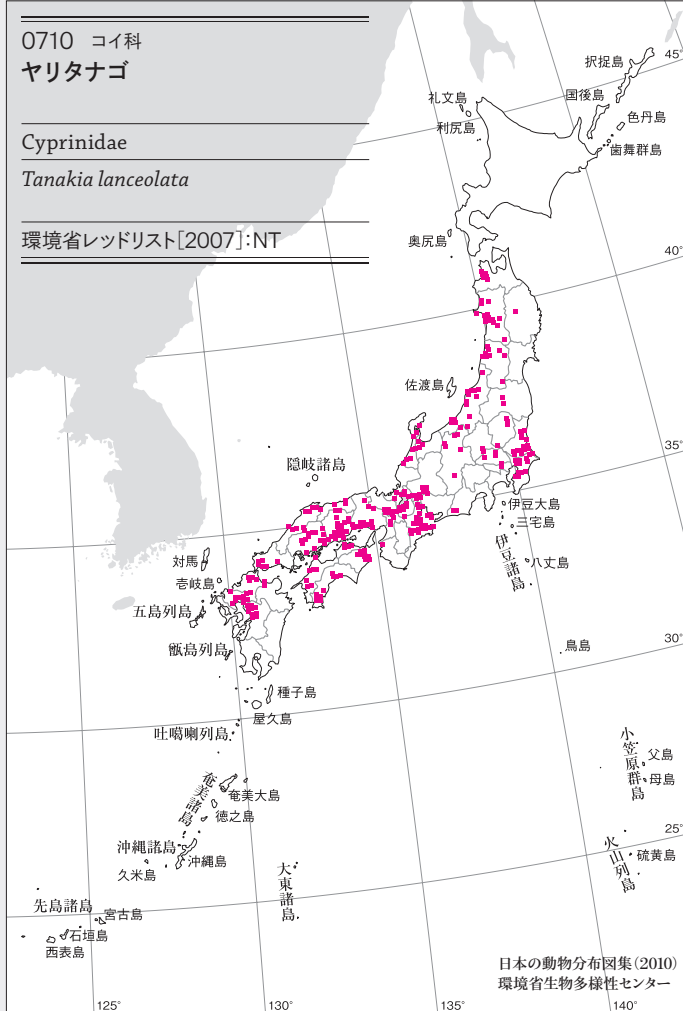 0710 コイ科
ヤリタナゴ
Cyprinidae
Tanakia lanceolata
環境省レッドリスト[2007]:NT
択捉島
45°
国後島
礼文島
色丹島
利尻島
歯舞群島
奥尻島
40°
佐渡島
35°
隠岐諸島
伊豆大島
三宅島
伊豆諸島
八丈島
対馬
壱岐島
五島列島
甑島列島
鳥島
30°
種子島
屋久島
吐噶喇列島
小笠原群島
父島
母島
奄美諸島
奄美大島
徳之島
25°
沖縄諸島
沖縄島
久米島
火山列島
硫黄島
大東諸島
先島諸島
宮古島
石垣島
西表島
日本の動物分布図集(2010)
環境省生物多様性センター
125°
130°
135°
140°